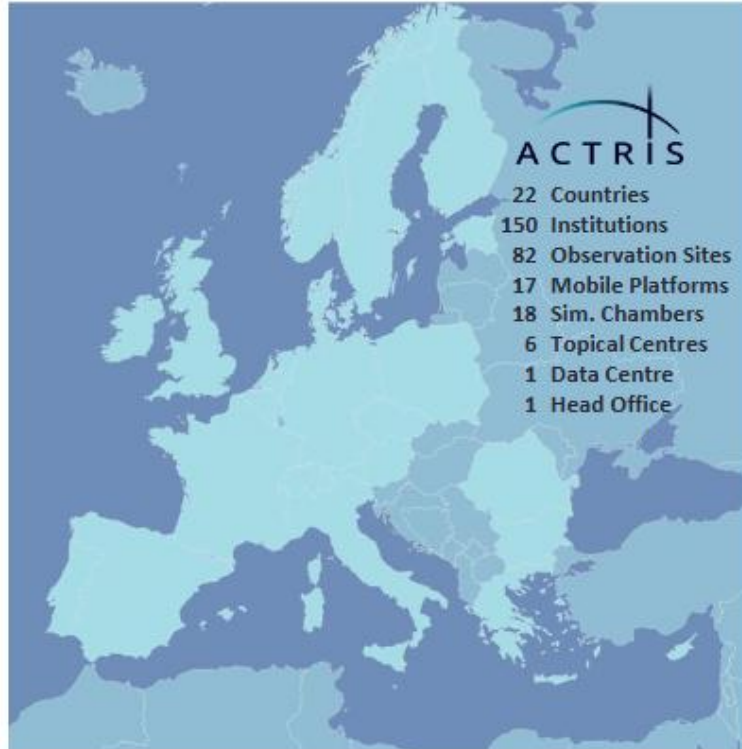 ACTRIS
22 Countries
150 Institutions
82 Observation Sites
17 Mobile Platforms
18 Sim. Chambers
6 Topical Centres
1 Data Centre
1 Head Office